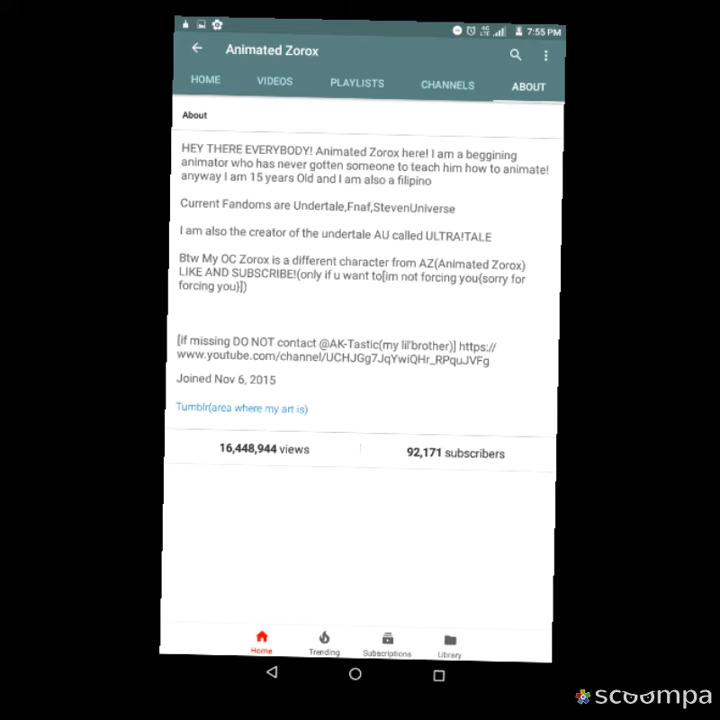 4G
LTE
7:55 PM
Animated Zorox
HOME
VIDEOS
PLAYLISTS
CHANNELS
ABOUT
About
HEY THERE EVERYBODY! Animated Zorox here! I am a beggining
animator who has never gotten someone to teach him how to animate!
anyway I am 15 years Old and I am also a filipino
Current Fandoms are Undertale,Fnaf,StevenUniverse
I am also the creator of the undertale AU called ULTRA!TALE
Btw My OC Zorox is a different character from AZ(Animated Zorox)
LIKE AND SUBSCRIBE!(only if u want to[im not forcing you{sorry for
forcing you}])
[if missing DO NOT contact @AK-Tastic(my lil'brother)] https://
www.youtube.com/channel/UCHJGg7JqYwiQHr_RPquJVFg
Joined Nov 6, 2015
Tumblr(area where my art is)
16,448,944 views
92,171 subscribers
Home
Trending
Subscriptions
Library
scoompa